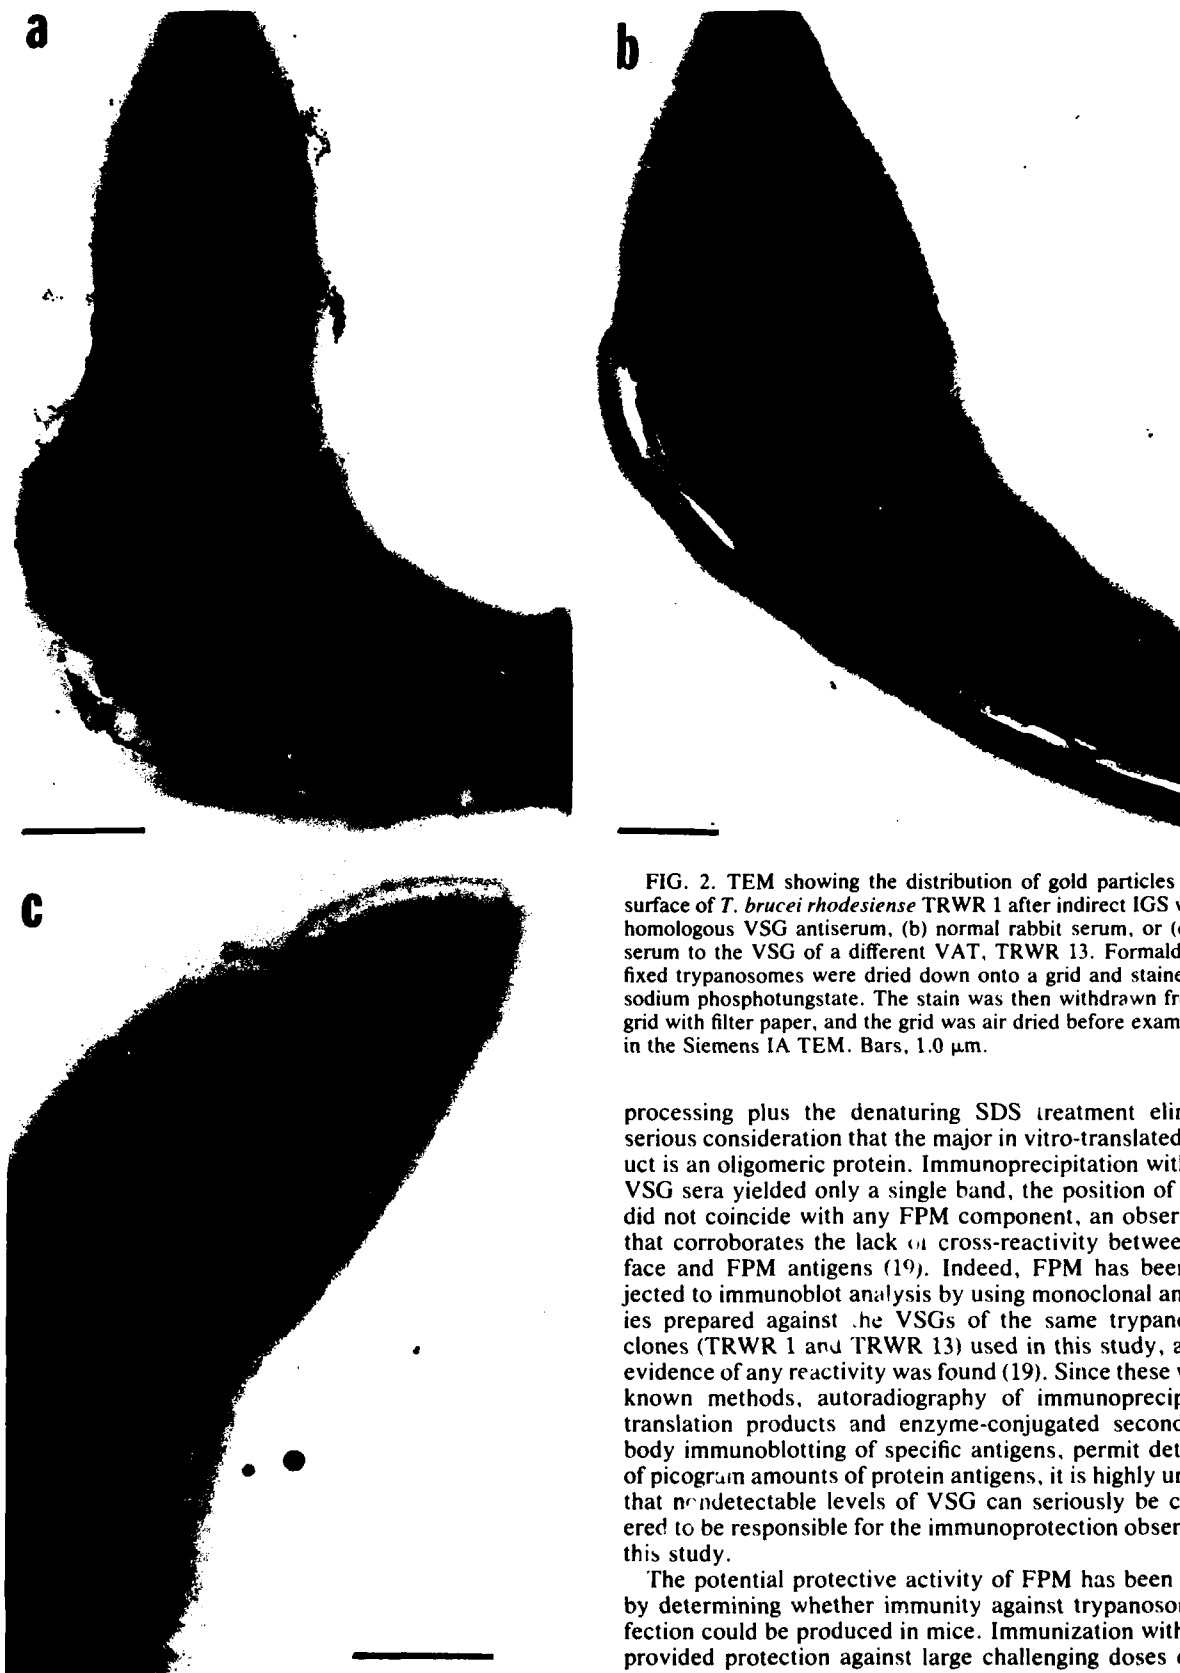 a
b
c
FIG. 2. TEM showing the distribution of gold particles
surface of T. brucei rhodesiense TRWR 1 after indirect IGS
homologous VSG antiserum, (b) normal rabbit serum, or
serum to the VSG of a different VAT, TRWR 13. Formald
fixed trypanosomes were dried down onto a grid and staine
sodium phosphotungstate. The stain was then withdrawn fr
grid with filter paper, and the grid was air dried before exam
in the Siemens IA TEM. Bars, 1.0 μm.
processing plus the denaturing SDS treatment elin
serious consideration that the major in vitro-translated
uct is an oligomeric protein. Immunoprecipitation with
VSG sera yielded only a single band, the position of
did not coincide with any FPM component, an obser
that corroborates the lack of cross-reactivity betwee
face and FPM antigens (19). Indeed, FPM has been
jected to immunoblot analysis by using monoclonal an
ies prepared against the VSGs of the same trypano
clones (TRWR 1 and TRWR 13) used in this study, a
evidence of any reactivity was found (19). Since these
known methods, autoradiography of immunoprecip
translation products and enzyme-conjugated second
body immunoblotting of specific antigens, permit det
of picogram amounts of protein antigens, it is highly un
that nondetectable levels of VSG can seriously be c
ered to be responsible for the immunoprotection obser
this study.
The potential protective activity of FPM has been
by determining whether immunity against trypanoso
fection could be produced in mice. Immunization with
provided protection against large challenging doses